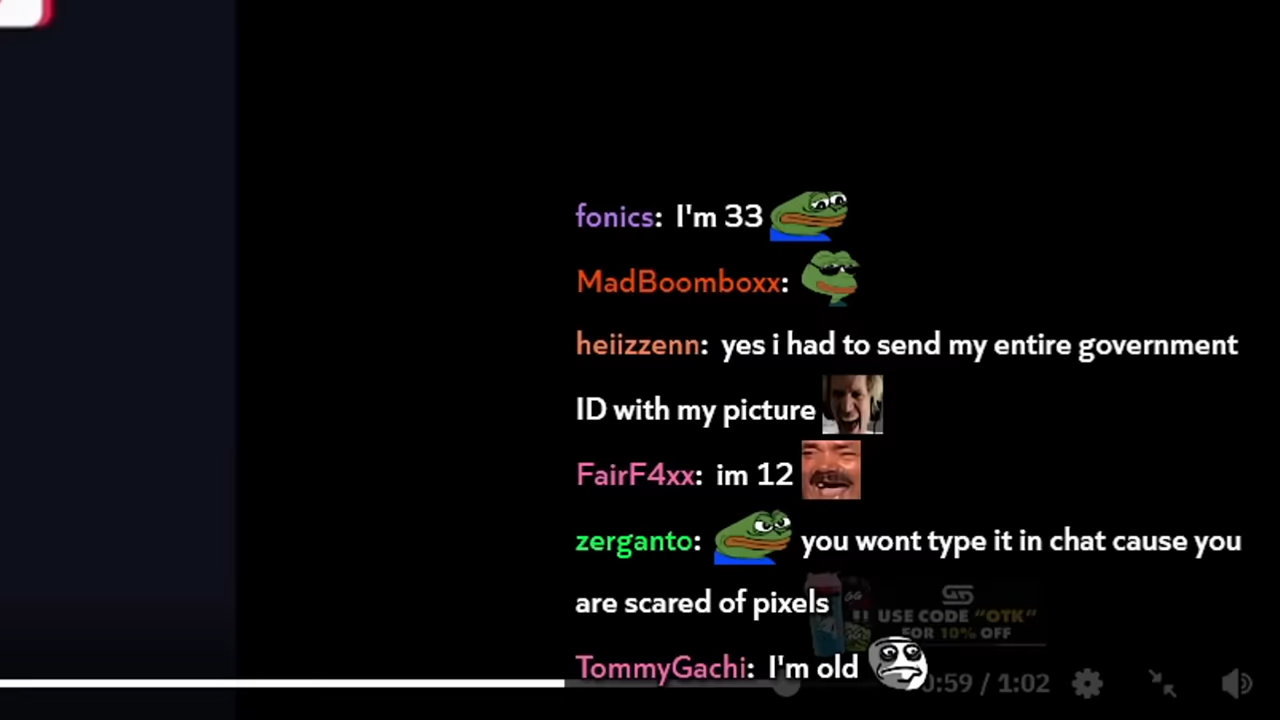 fonics: I'm 33
MadBoomboxx:
heiizzenn: yes i had to send my entire government
ID with my picture
FairF4xx: im 12
zerganto: you wont type it in chat cause you
are scared of pixels
USE CODE "OTK"
FOR 10% OFF
TommyGachi: I'm old
0:59 / 1:02